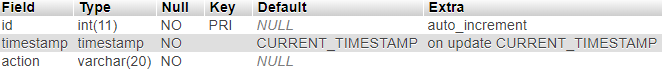 Field Type Null Key Default Extra
id int(11) NO PRI NULL auto_increment
timestamp timestamp NO CURRENT_TIMESTAMP on update CURRENT_TIMESTAMP
action varchar(20) NO NULL